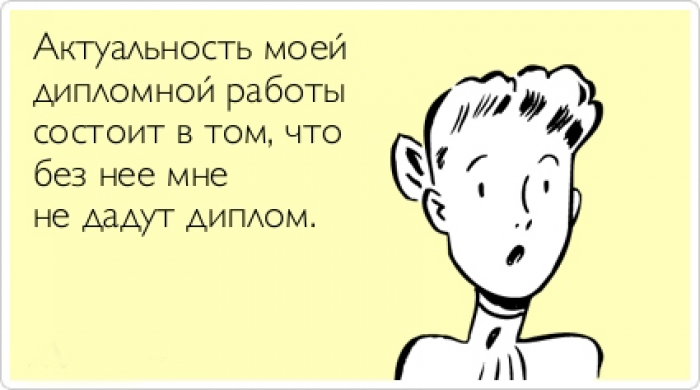 Актуальность моей
дипломной работы
состоит в том, что
без нее мне
не дадут диплом.